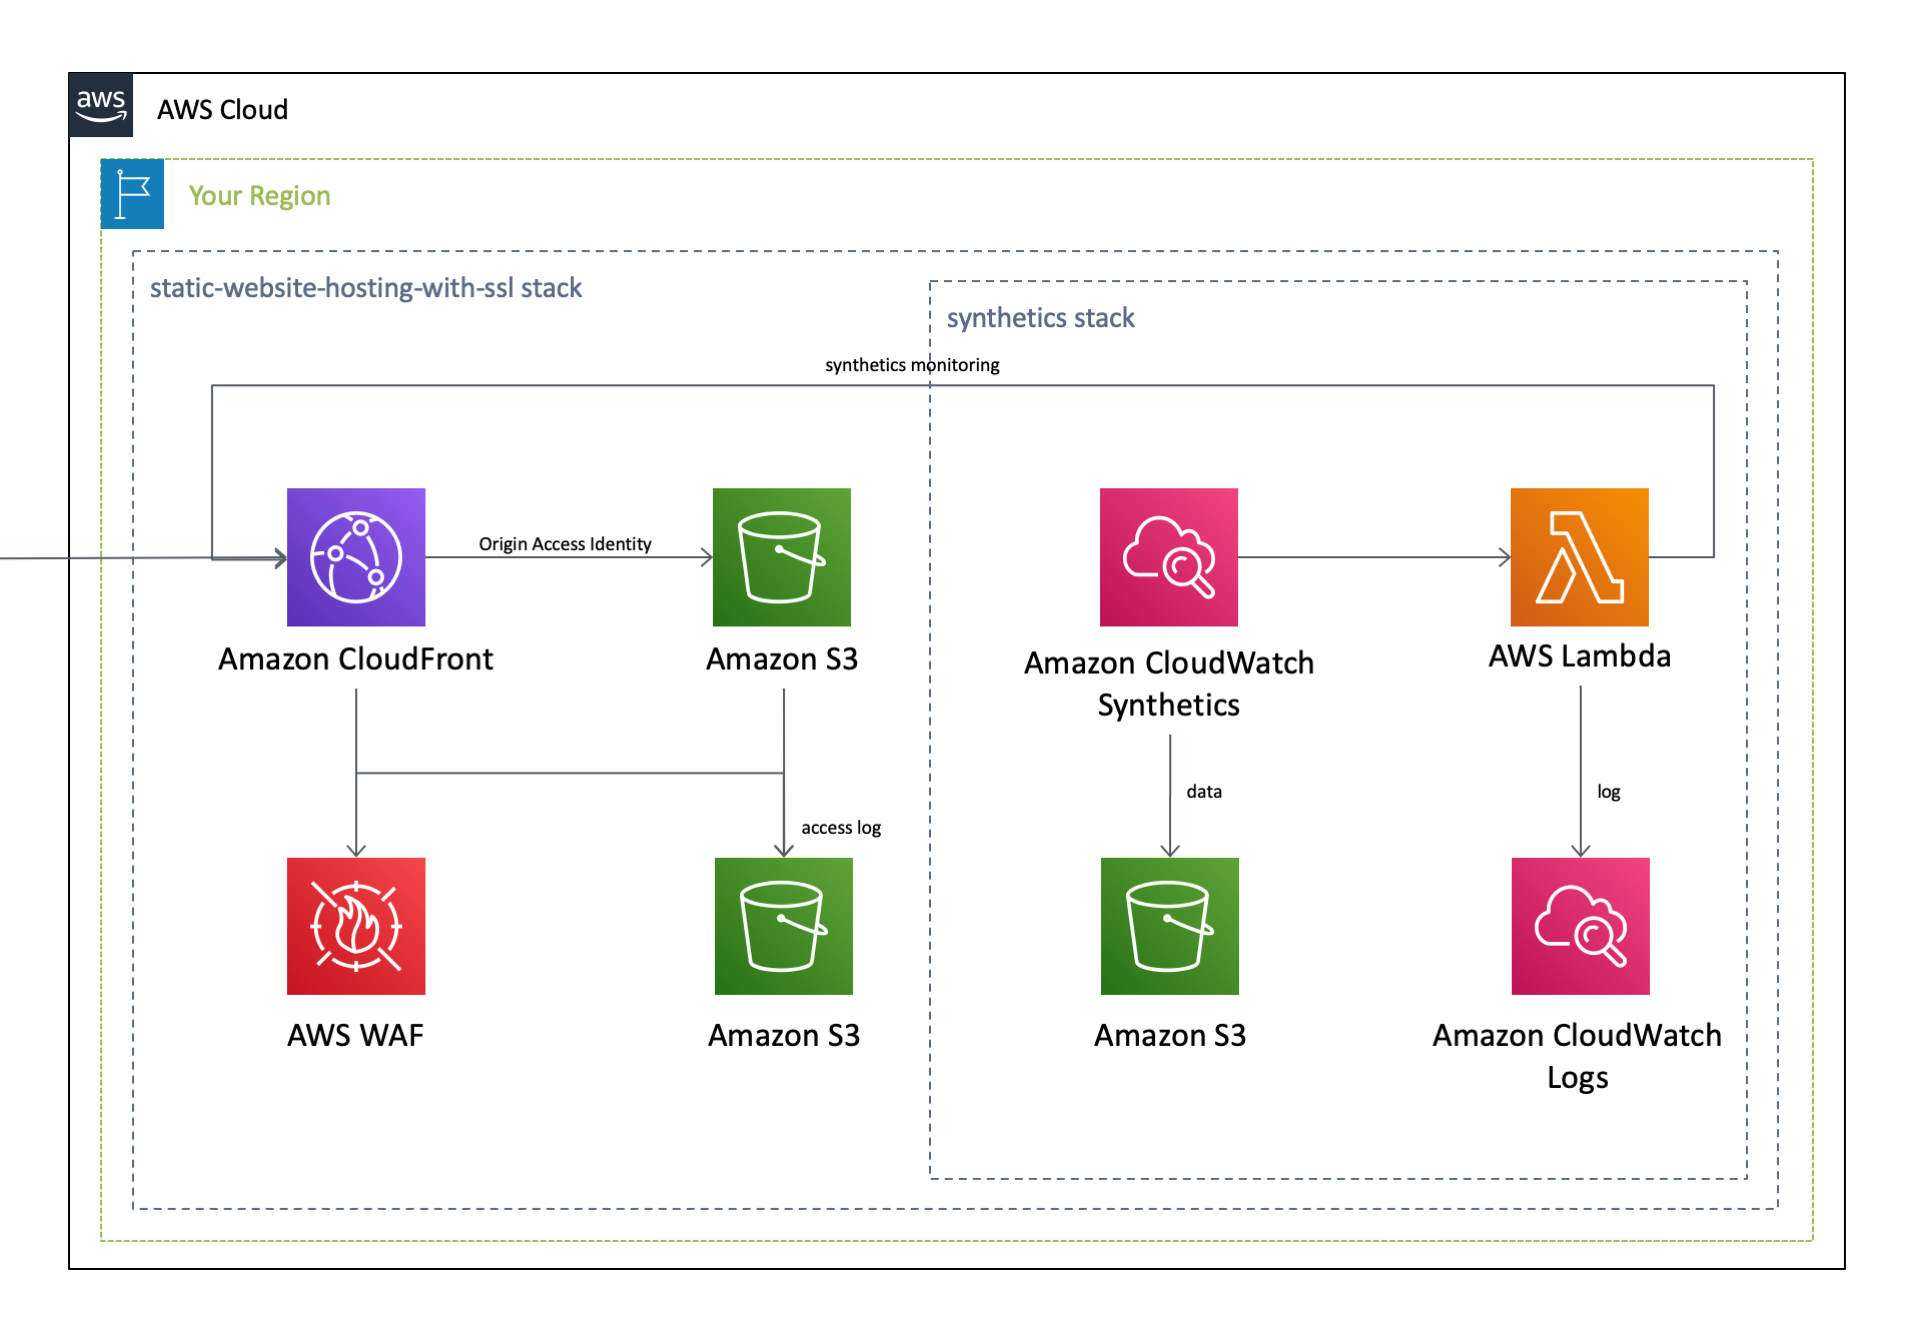 aws
AWS Cloud
Your Region
static-website-hosting-with-ssl stack
synthetics stack
synthetics monitoring
Origin Access Identity
Amazon CloudFront
Amazon S3
Amazon CloudWatch
Synthetics
AWS Lambda
access log
data
log
AWS WAF
Amazon S3
Amazon S3
Amazon CloudWatch
Logs